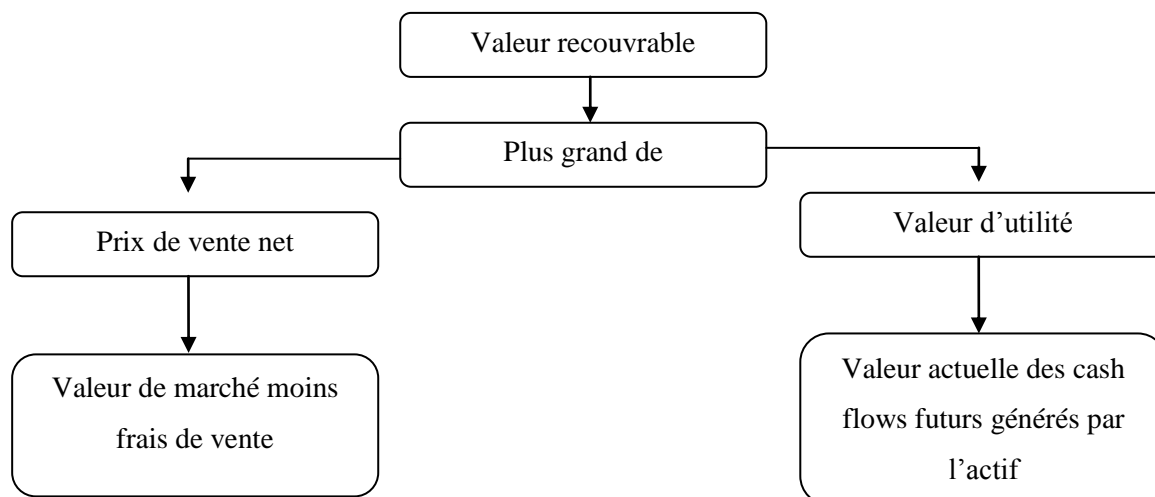 Valeur recouvrable
Plus grand de
Prix de vente net
Valeur d’utilité
Valeur de marché moins
frais de vente
Valeur actuelle des cash
flows futurs générés par
l’actif